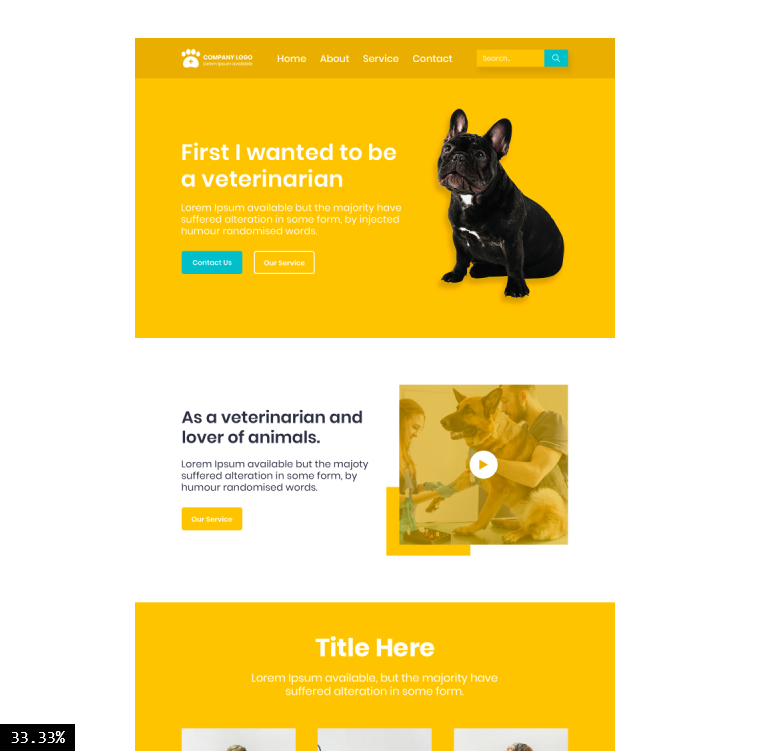 COMPANY LOGO
Lorem Ipsum available
Home About Service Contact
Search..
First I wanted to be
a veterinarian
Lorem Ipsum available but the majority have
suffered alteration in some form, by injected
humour randomised words.
Contact Us
Our Service
As a veterinarian and
lover of animals.
Lorem Ipsum available but the majoty
suffered alteration in some form, by
humour randomised words.
Our Service
Title Here
Lorem Ipsum available, but the majority have
suffered alteration in some form.
33.33%